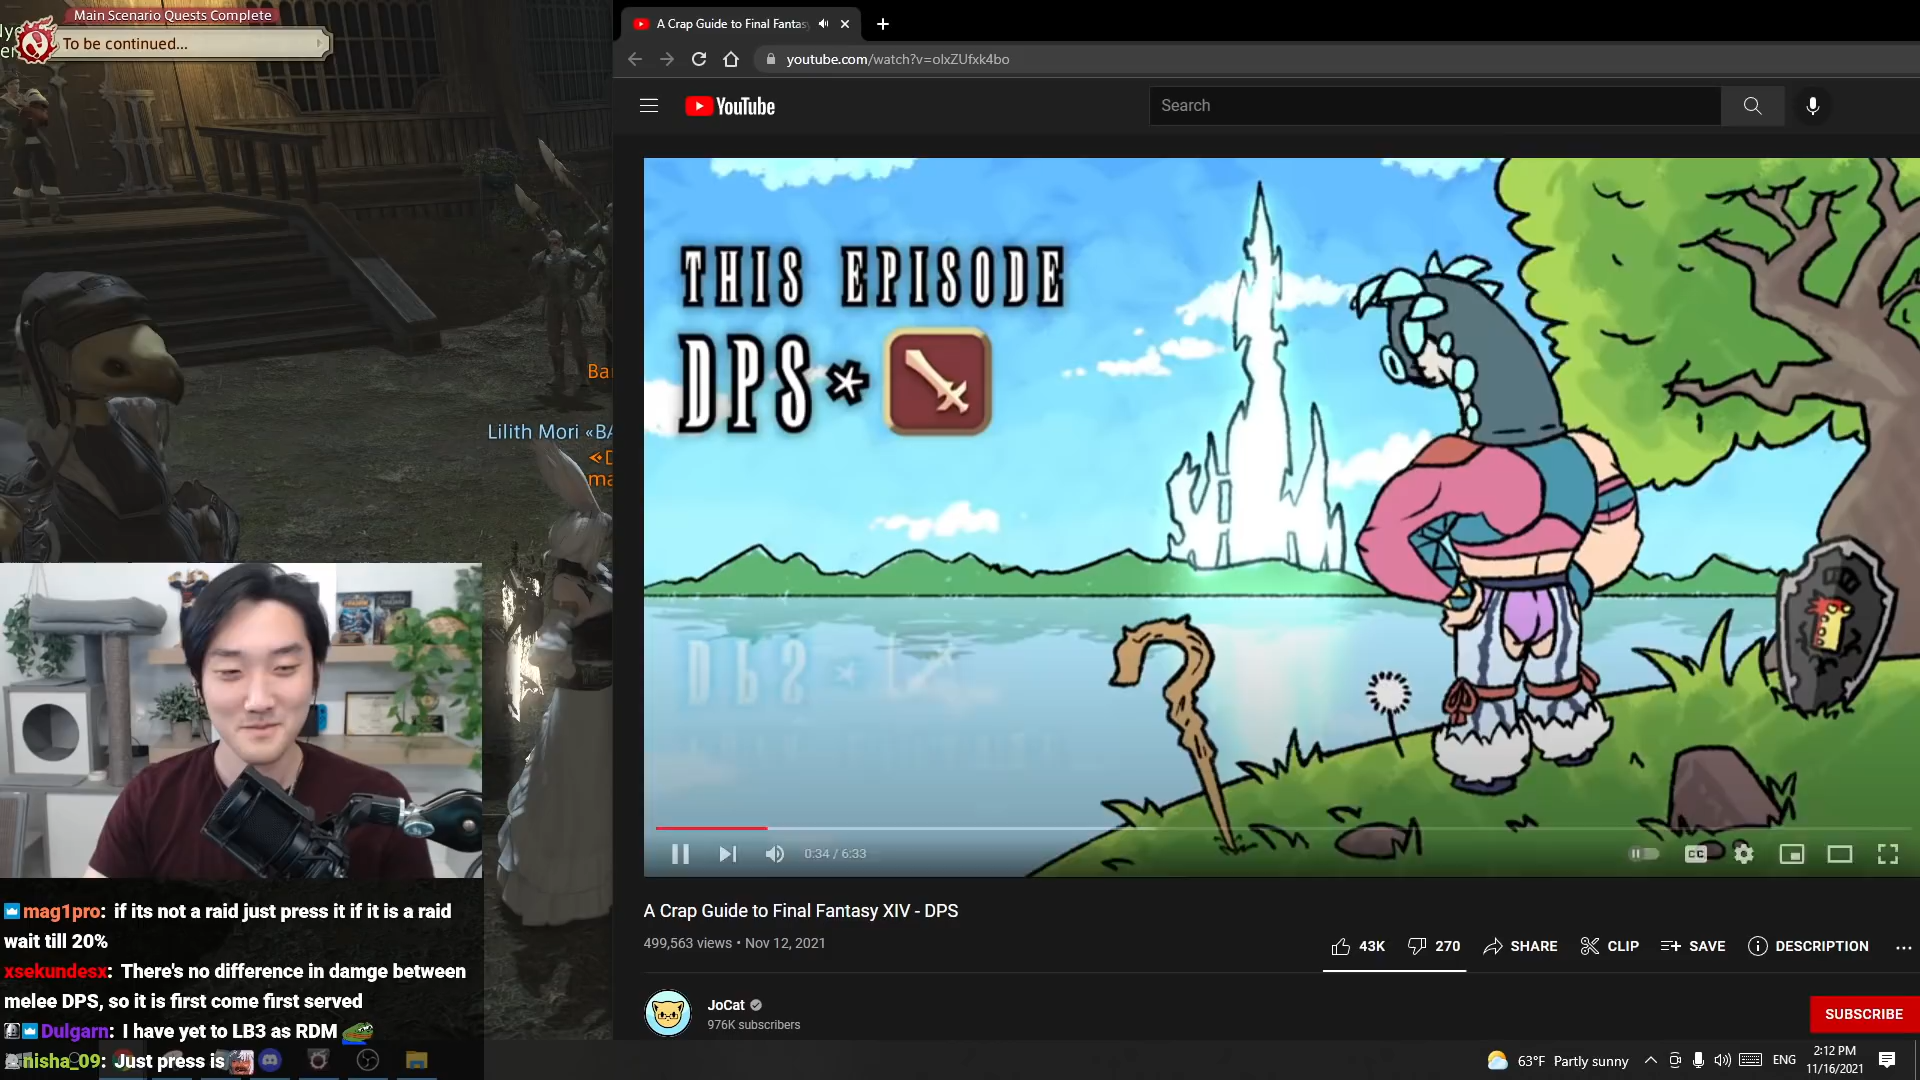 Main Scenario Quests Complete
To be continued...
Lilith Mori «BA
A Crap Guide to Final Fantas
youtube.com/watch?v=olxZUfxk4bo
YouTube
Search
THIS EPISODE
DPS*
0:34 / 6:33
CC
A Crap Guide to Final Fantasy XIV - DPS
499,563 views • Nov 12, 2021
43K
270
SHARE
CLIP
SAVE
DESCRIPTION
JoCat
976K subscribers
SUBSCRIBE
mag1pro: if its not a raid just press it if it is a raid
wait till 20%
xsekundesx: There's no difference in damge between
melee DPS, so it is first come first served
Dulgarn: I have yet to LB3 as RDM
nisha_09: Just press is
63°F Partly sunny
ENG
2:12 PM
11/16/2021